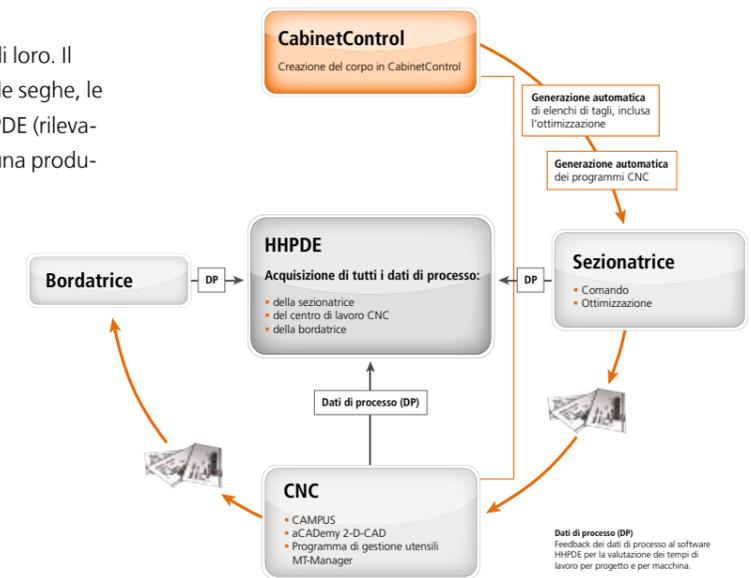 di loro. Il
le seghe, le
PDE (rileva-
una produ-
CabinetControl
Creazione del corpo in CabinetControl
Generazione automatica
di elenchi di tagli, inclusa
l'ottimizzazione
Generazione automatica
dei programmi CNC
Bordatrice
DP
HHPDE
Acquisizione di tutti i dati di processo:
▪ della sezionatrice
▪ del centro di lavoro CNC
▪ della bordatrice
DP
Sezionatrice
▪ Comando
▪ Ottimizzazione
Dati di processo (DP)
CNC
▪ CAMPUS
▪ aCADemy 2-D-CAD
▪ Programma di gestione utensili
MT-Manager
Dati di processo (DP)
Feedback dei dati di processo al software
HHPDE per la valutazione dei tempi di
lavoro per progetto e per macchina.